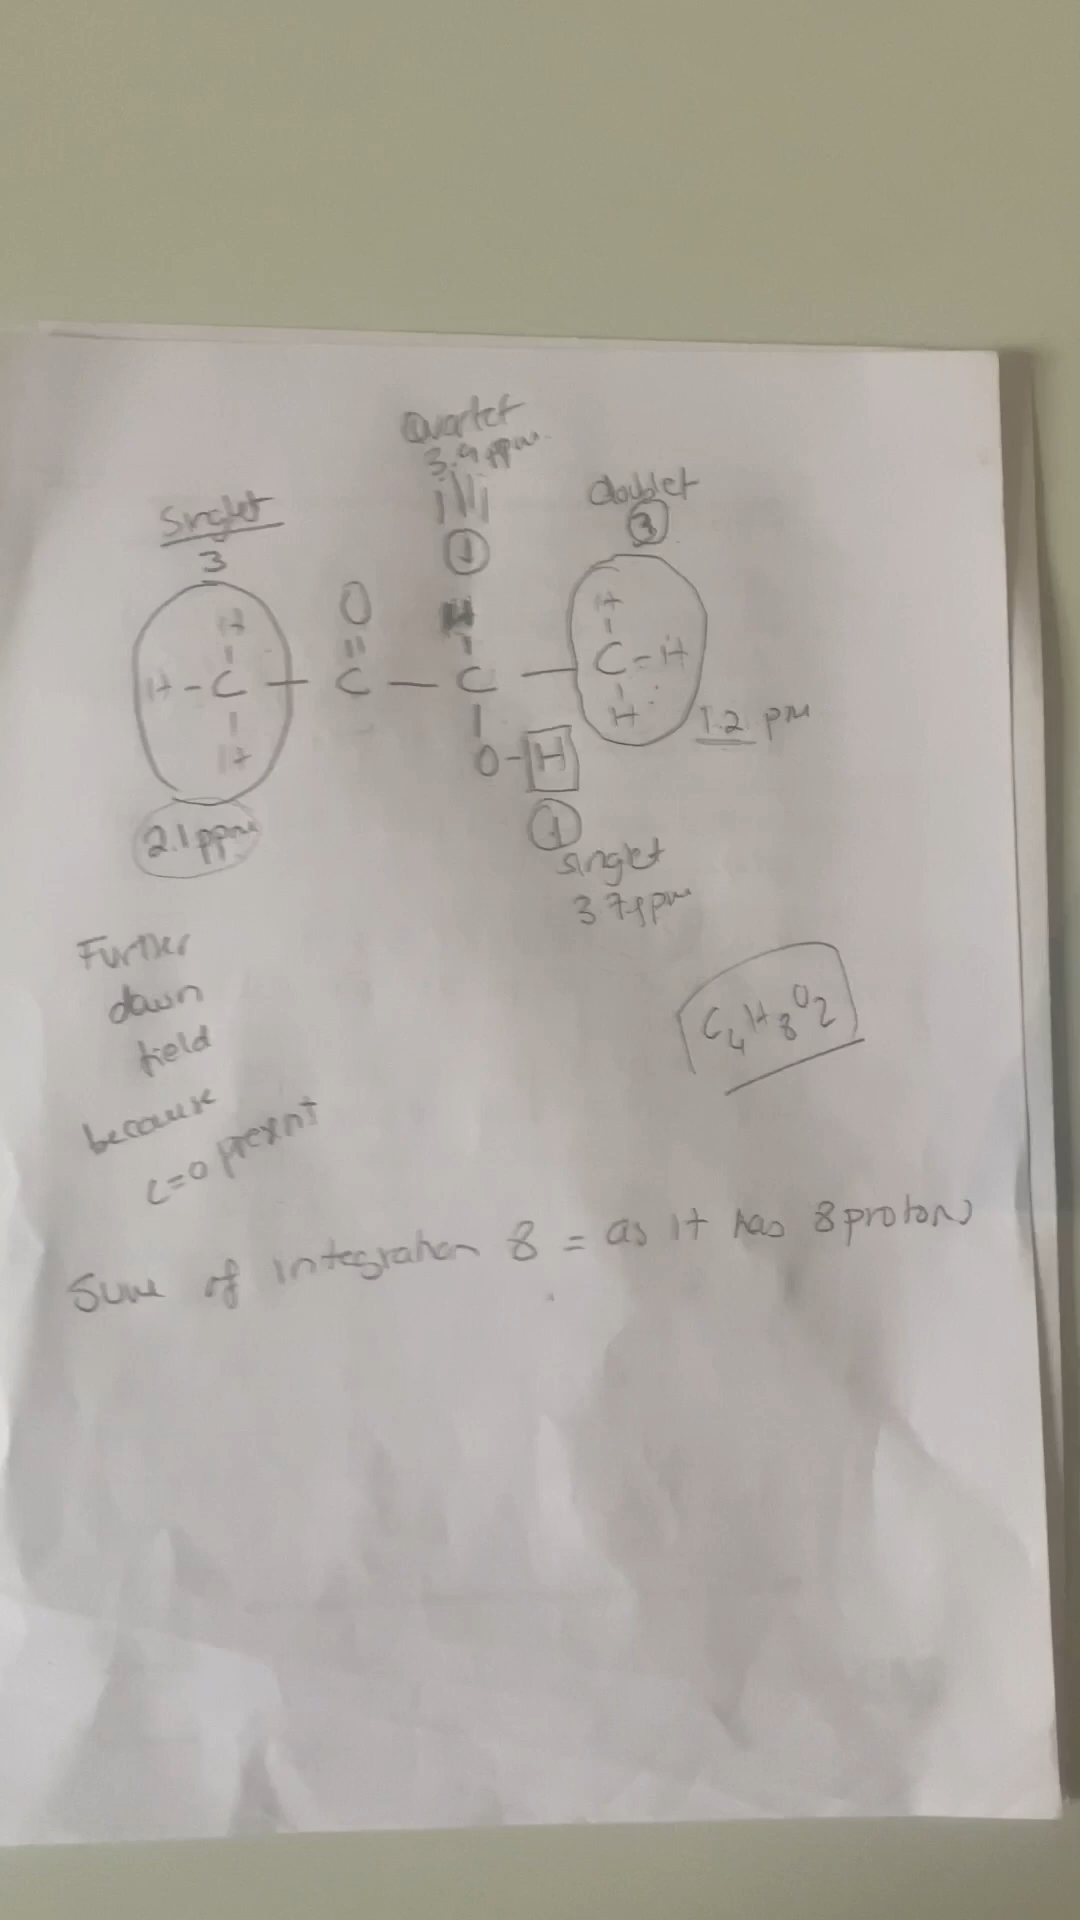 Quartet
3.9 ppm
Singlet
3
doublet
3
1
H O H H
H-C-C-C-C-H
H O-H H
1.2 pm
2.1 ppm
1
singlet
3.7 ppm
Further
down
field
because
C=O present
C4H8O2
Sum of integration 8 = as it has 8 protons